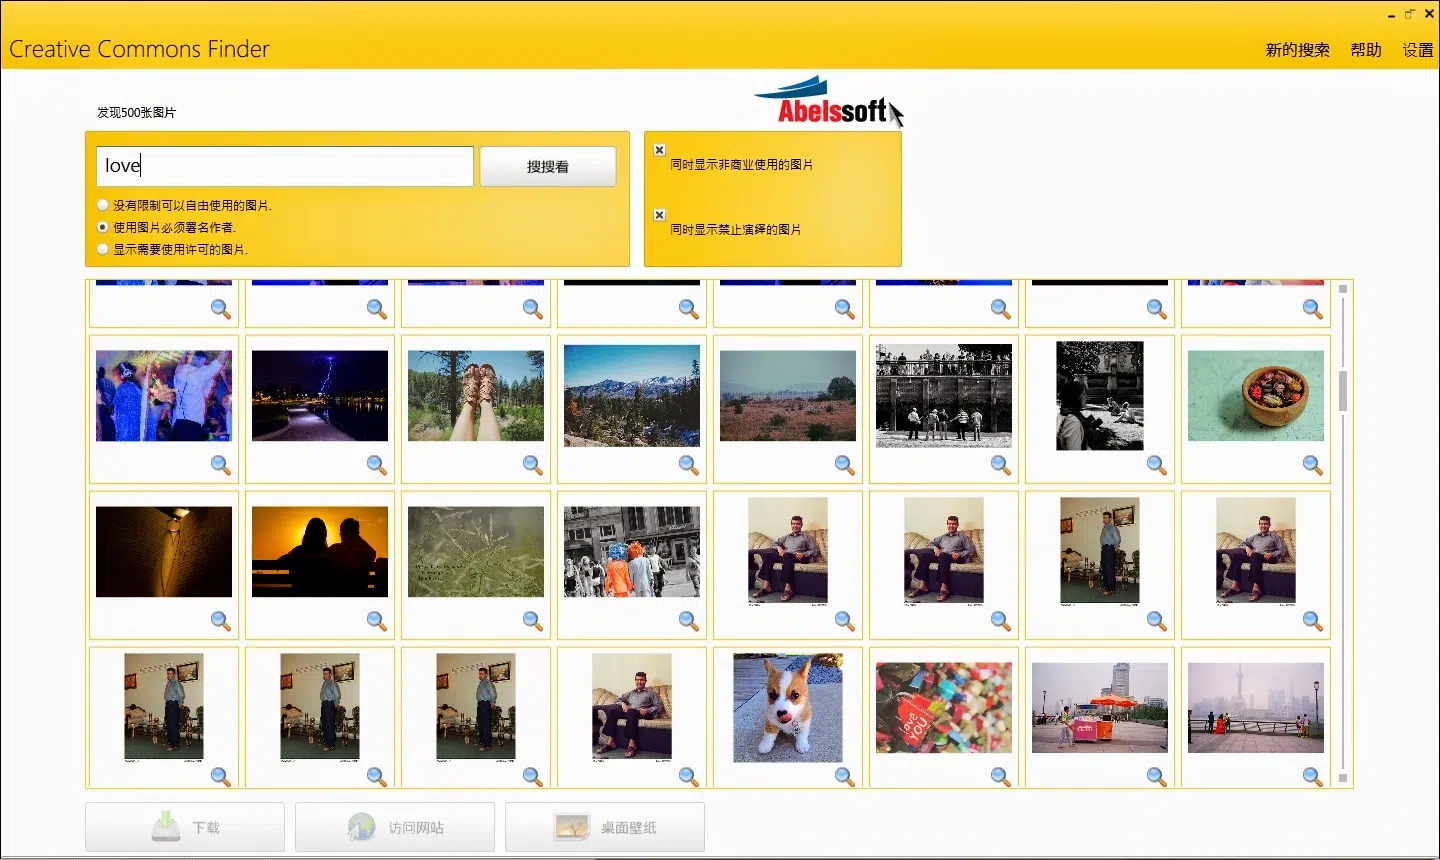 Creative Commons Finder
新的搜索 帮助 设置
发现500张图片
Abelssoft
love
搜搜看
没有限制可以自由使用的图片.
使用图片必须署名作者.
显示需要使用许可的图片.
同时显示非商业使用的图片
同时显示禁止演绎的图片
I love YOU
下载
访问网站
桌面壁纸